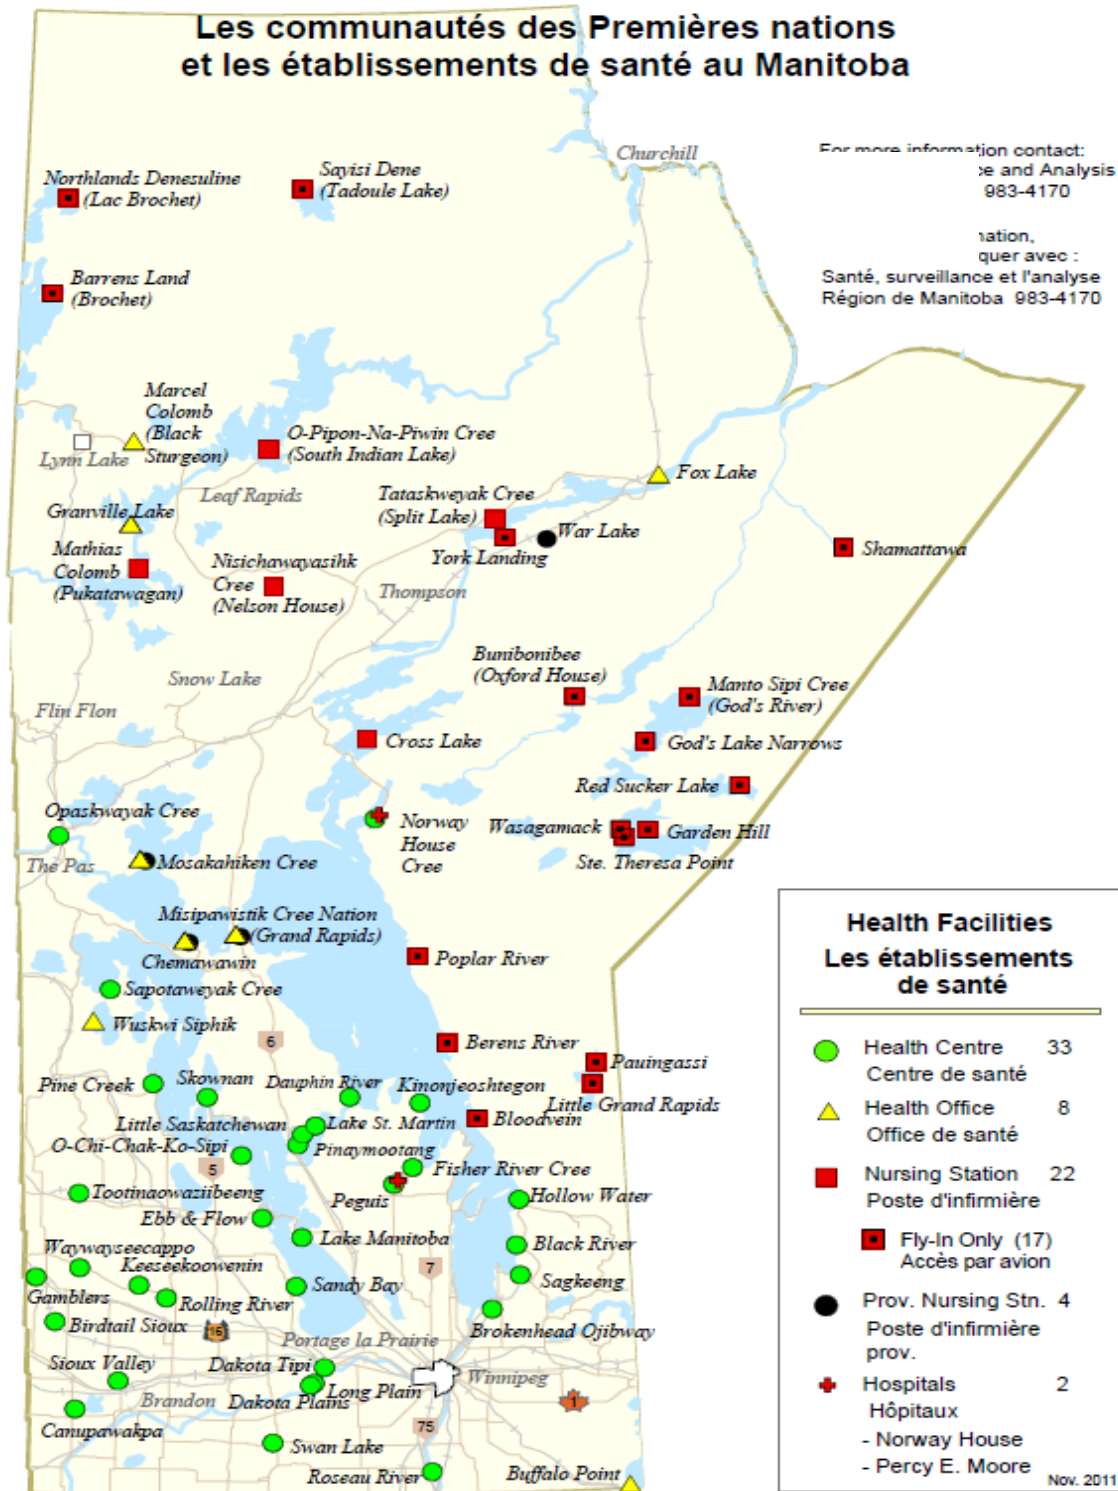 Les communautés des Premières nations
et les établissements de santé au Manitoba
For more information contact:
ce and Analysis
983-4170
nation,
quer avec :
Santé, surveillance et l'analyse
Région de Manitoba 983-4170
Churchill
Northlands Denesuline
(Lac Brochet)
Sayisi Dene
(Tadoule Lake)
Barrens Land
(Brochet)
Marcel
Colomb
(Black
Sturgeon)
Lynn Lake
O-Pipon-Na-Piwin Cree
(South Indian Lake)
Leaf Rapids
Fox Lake
Granville Lake
Tataskweyak Cree
(Split Lake)
War Lake
York Landing
Shamattawa
Mathias
Colomb
(Pukatawagan)
Nisichawayasihk
Cree
(Nelson House)
Thompson
Bunibonibee
(Oxford House)
Snow Lake
Manto Sipi Cree
(God's River)
Flin Flon
Cross Lake
God's Lake Narrows
Red Sucker Lake
Opaskwayak Cree
Norway
House
Cree
Wasagamack
Garden Hill
Ste. Theresa Point
The Pas
Mosakahiken Cree
Misipawistik Cree Nation
(Grand Rapids)
Chemawawin
Poplar River
Sapotaweyak Cree
Wuskwi Siphik
6
Berens River
Pauingassi
Little Grand Rapids
Pine Creek
Skownan
Dauphin River
Kinonjeoshtegon
Bloodvein
Little Saskatchewan
Lake St. Martin
O-Chi-Chak-Ko-Sipi
Pinaymootang
5
Fisher River Cree
Peguis
Tootinaowaziibeeng
Hollow Water
Ebb & Flow
Lake Manitoba
Black River
Waywayseecappo
Keeseekoowenin
7
Sagkeeng
Gamblers
Rolling River
Sandy Bay
Birdtail Sioux
16
Portage la Prairie
Brokenhead Ojibway
Sioux Valley
Dakota Tipi
Winnipeg
Brandon
Dakota Plains
Long Plain
1
Canupawakpa
75
Swan Lake
Roseau River
Buffalo Point
Health Facilities
Les établissements
de santé
Health Centre 33
Centre de santé
Health Office 8
Office de santé
Nursing Station 22
Poste d'infirmière
Fly-In Only (17)
Accès par avion
Prov. Nursing Stn. 4
Poste d'infirmière
prov.
Hospitals 2
Hôpitaux
- Norway House
- Percy E. Moore
Nov. 2011